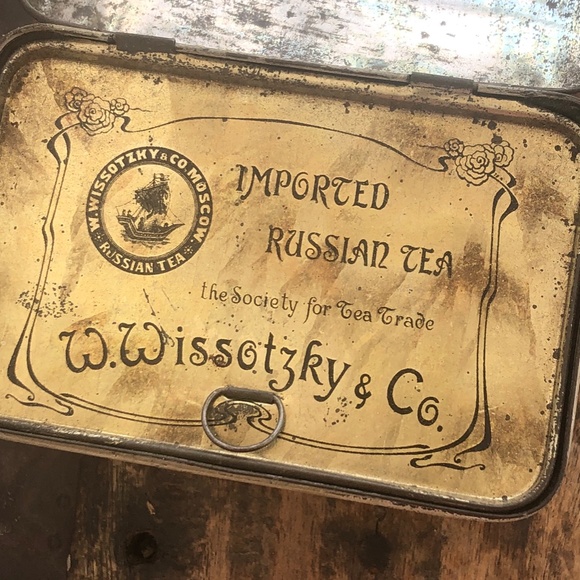 W. WISSOTZKY & CO. MOSCOW
RUSSIAN TEA
IMPORTED
RUSSIAN TEA
the Society for Tea Trade
W. Wissotzky & Co.